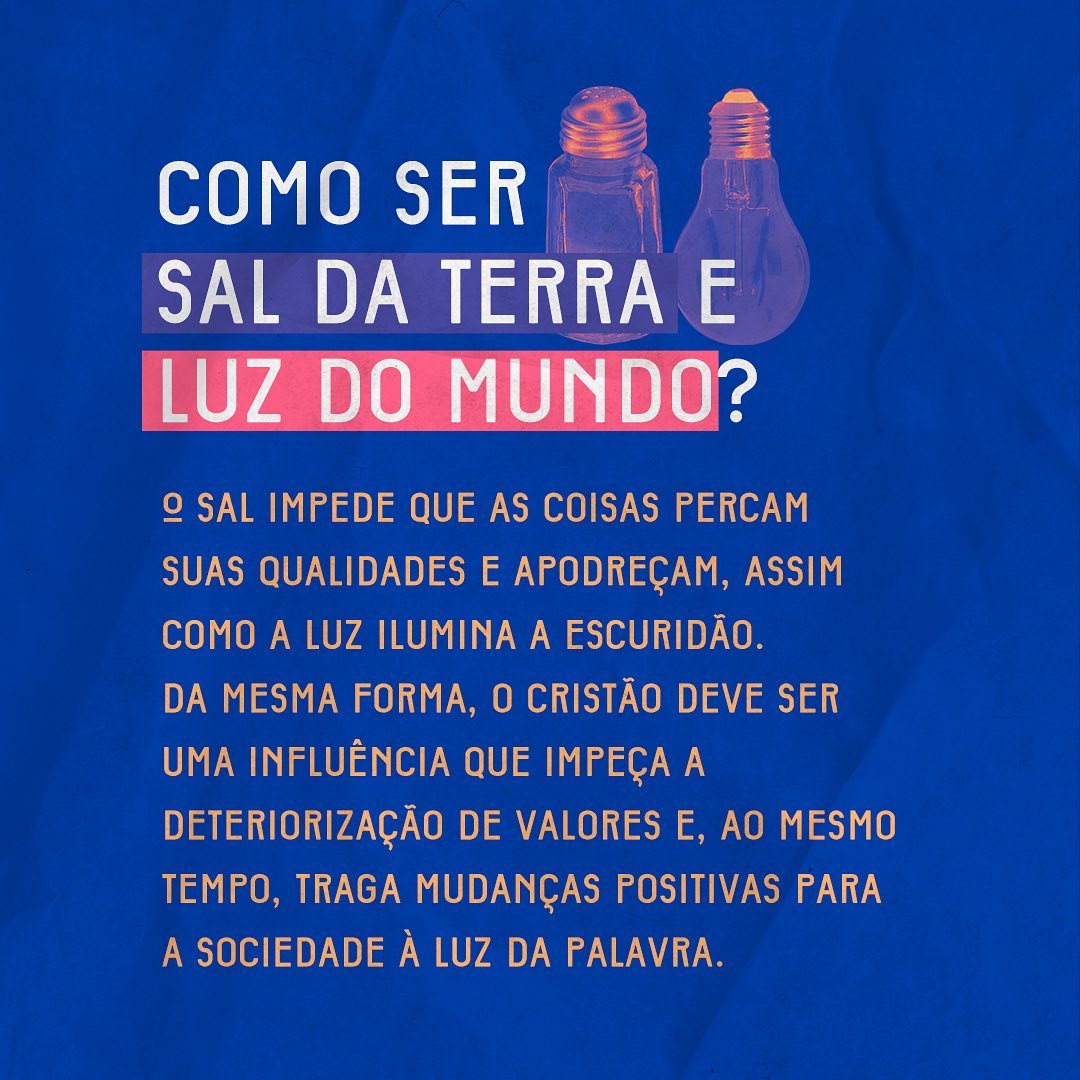 COMO SER
SAL DA TERRA E
LUZ DO MUNDO?
O SAL IMPEDE QUE AS COISAS PERCAM
SUAS QUALIDADES E APODREÇAM, ASSIM
COMO A LUZ ILUMINA A ESCURIDÃO.
DA MESMA FORMA, O CRISTÃO DEVE SER
UMA INFLUÊNCIA QUE IMPEÇA A
DETERIORIZAÇÃO DE VALORES E, AO MESMO
TEMPO, TRAGA MUDANÇAS POSITIVAS PARA
A SOCIEDADE À LUZ DA PALAVRA.